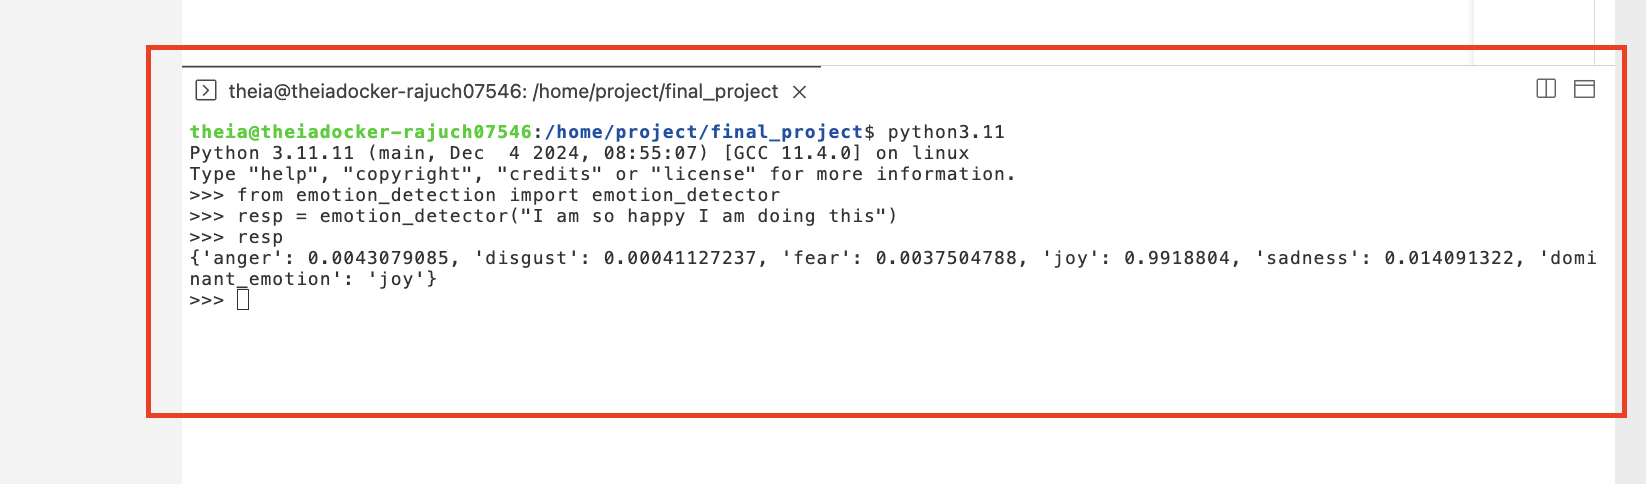 theia@theiadocker-rajuch07546: /home/project/final_project
theia@theiadocker-rajuch07546:/home/project/final_project$ python3.11
Python 3.11.11 (main, Dec  4 2024, 08:55:07) [GCC 11.4.0] on linux
Type "help", "copyright", "credits" or "license" for more information.
>>> from emotion_detection import emotion_detector
>>> resp = emotion_detector("I am so happy I am doing this")
>>> resp
{'anger': 0.0043079085, 'disgust': 0.00041127237, 'fear': 0.0037504788, 'joy': 0.9918804, 'sadness': 0.014091322, 'domi
nant_emotion': 'joy'}
>>>